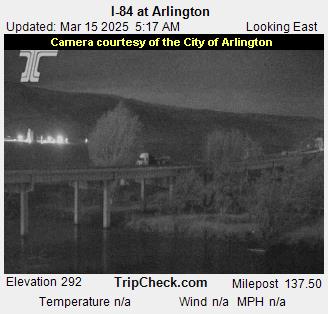 I-84 at Arlington
Updated: Mar 15 2025 5:17 AM Looking East
Camera courtesy of the City of Arlington
Elevation 292 TripCheck.com Milepost 137.50
Temperature n/a Wind n/a MPH n/a